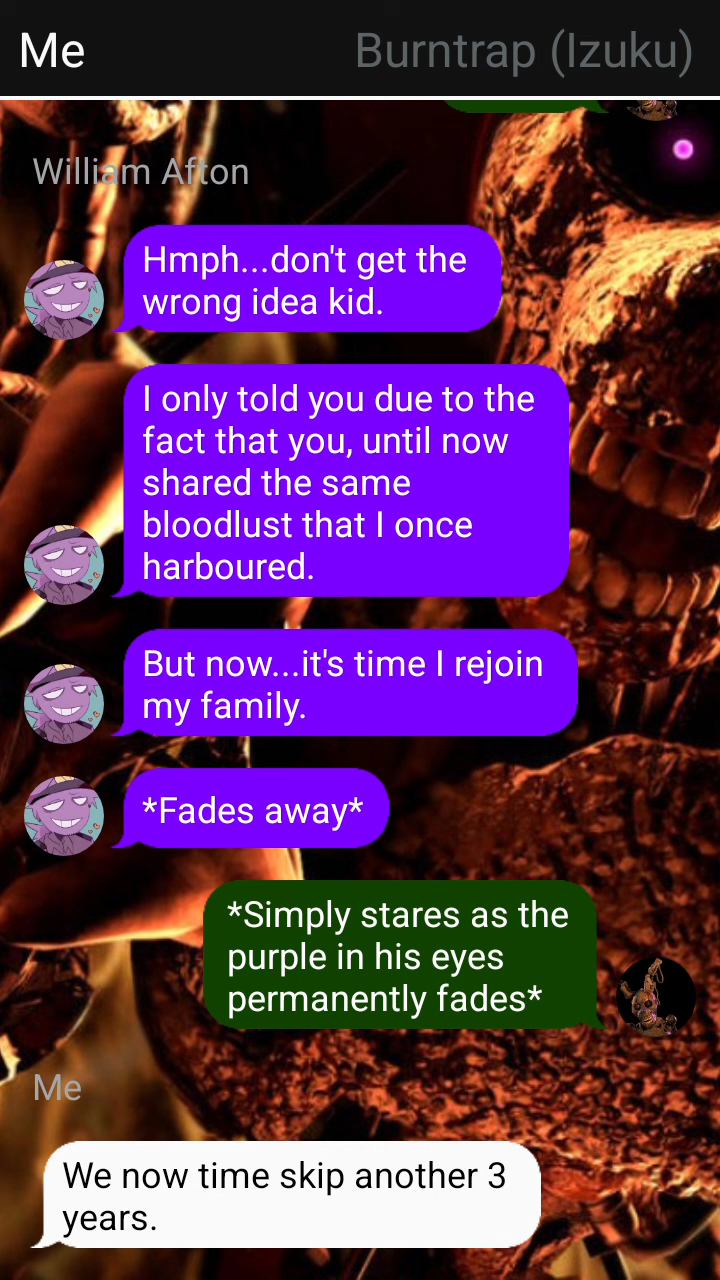 Me
Burntrap (Izuku)
William Afton
Hmph...don't get the
wrong idea kid.
I only told you due to the
fact that you, until now
shared the same
bloodlust that I once
harboured.
But now...it's time I rejoin
my family.
*Fades away*
*Simply stares as the
purple in his eyes
permanently fades*
Me
We now time skip another 3
years.